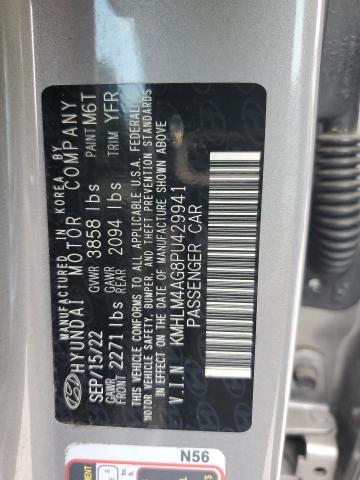 MANUFACTURED IN KOREA BY
HYUNDAI MOTOR COMPANY
SEP/15/22 GVWR 3858 lbs PAINT M6T
GAWR FRONT 2271 lbs GAWR REAR 2094 lbs TRIM YFR
THIS VEHICLE CONFORMS TO ALL APPLICABLE U.S.A. FEDERAL
MOTOR VEHICLE SAFETY, BUMPER, AND THEFT PREVENTION STANDARDS
IN EFFECT ON THE DATE OF MANUFACTURE SHOWN ABOVE
V.I.N KMHLM4AG8PU429941
PASSENGER CAR
N56